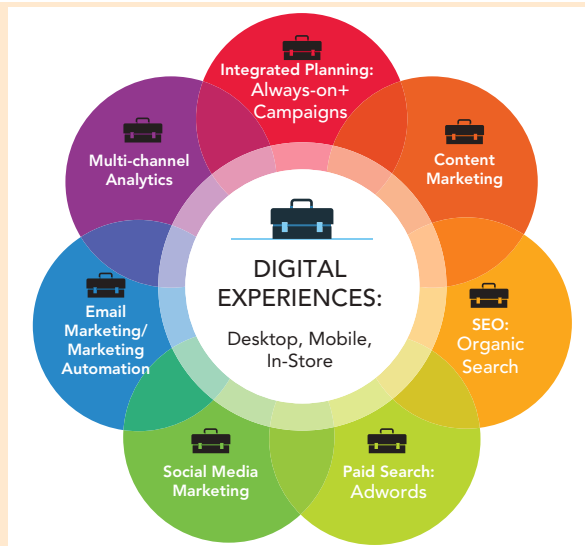 Integrated Planning:
Always-on+
Campaigns
Content
Marketing
SEO:
Organic
Search
Paid Search:
Adwords
Social Media
Marketing
Email
Marketing/
Marketing
Automation
Multi-channel
Analytics
DIGITAL
EXPERIENCES:
Desktop, Mobile,
In-Store